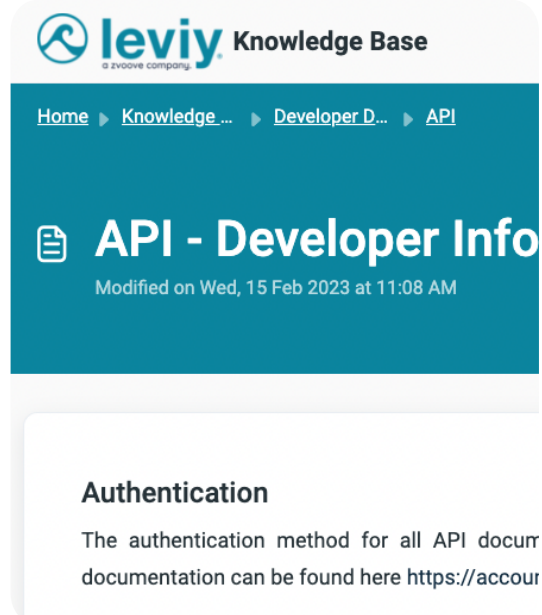 leviy. Knowledge Base
a zvoove company.
Home Knowledge ... Developer D... API
API - Developer Info
Modified on Wed, 15 Feb 2023 at 11:08 AM
Authentication
The authentication method for all API docum
documentation can be found here https://accour